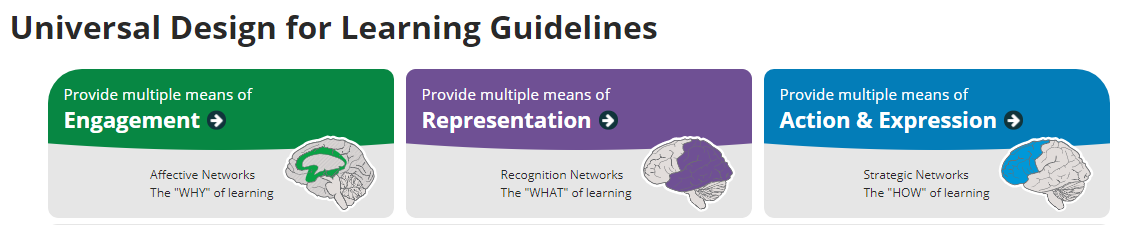 Universal Design for Learning Guidelines
Provide multiple means of
Engagement
Affective Networks
The "WHY" of learning
Provide multiple means of
Representation
Recognition Networks
The "WHAT" of learning
Provide multiple means of
Action & Expression
Strategic Networks
The "HOW" of learning